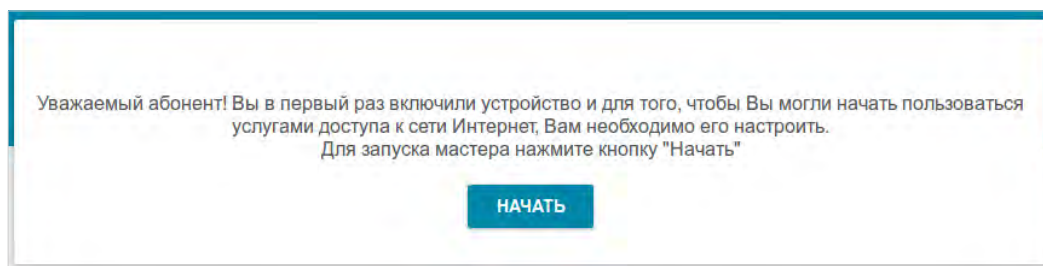 Уважаемый абонент! Вы в первый раз включили устройство и для того, чтобы Вы могли начать пользоваться
услугами доступа к сети Интернет, Вам необходимо его настроить.
Для запуска мастера нажмите кнопку "Начать"
НАЧАТЬ